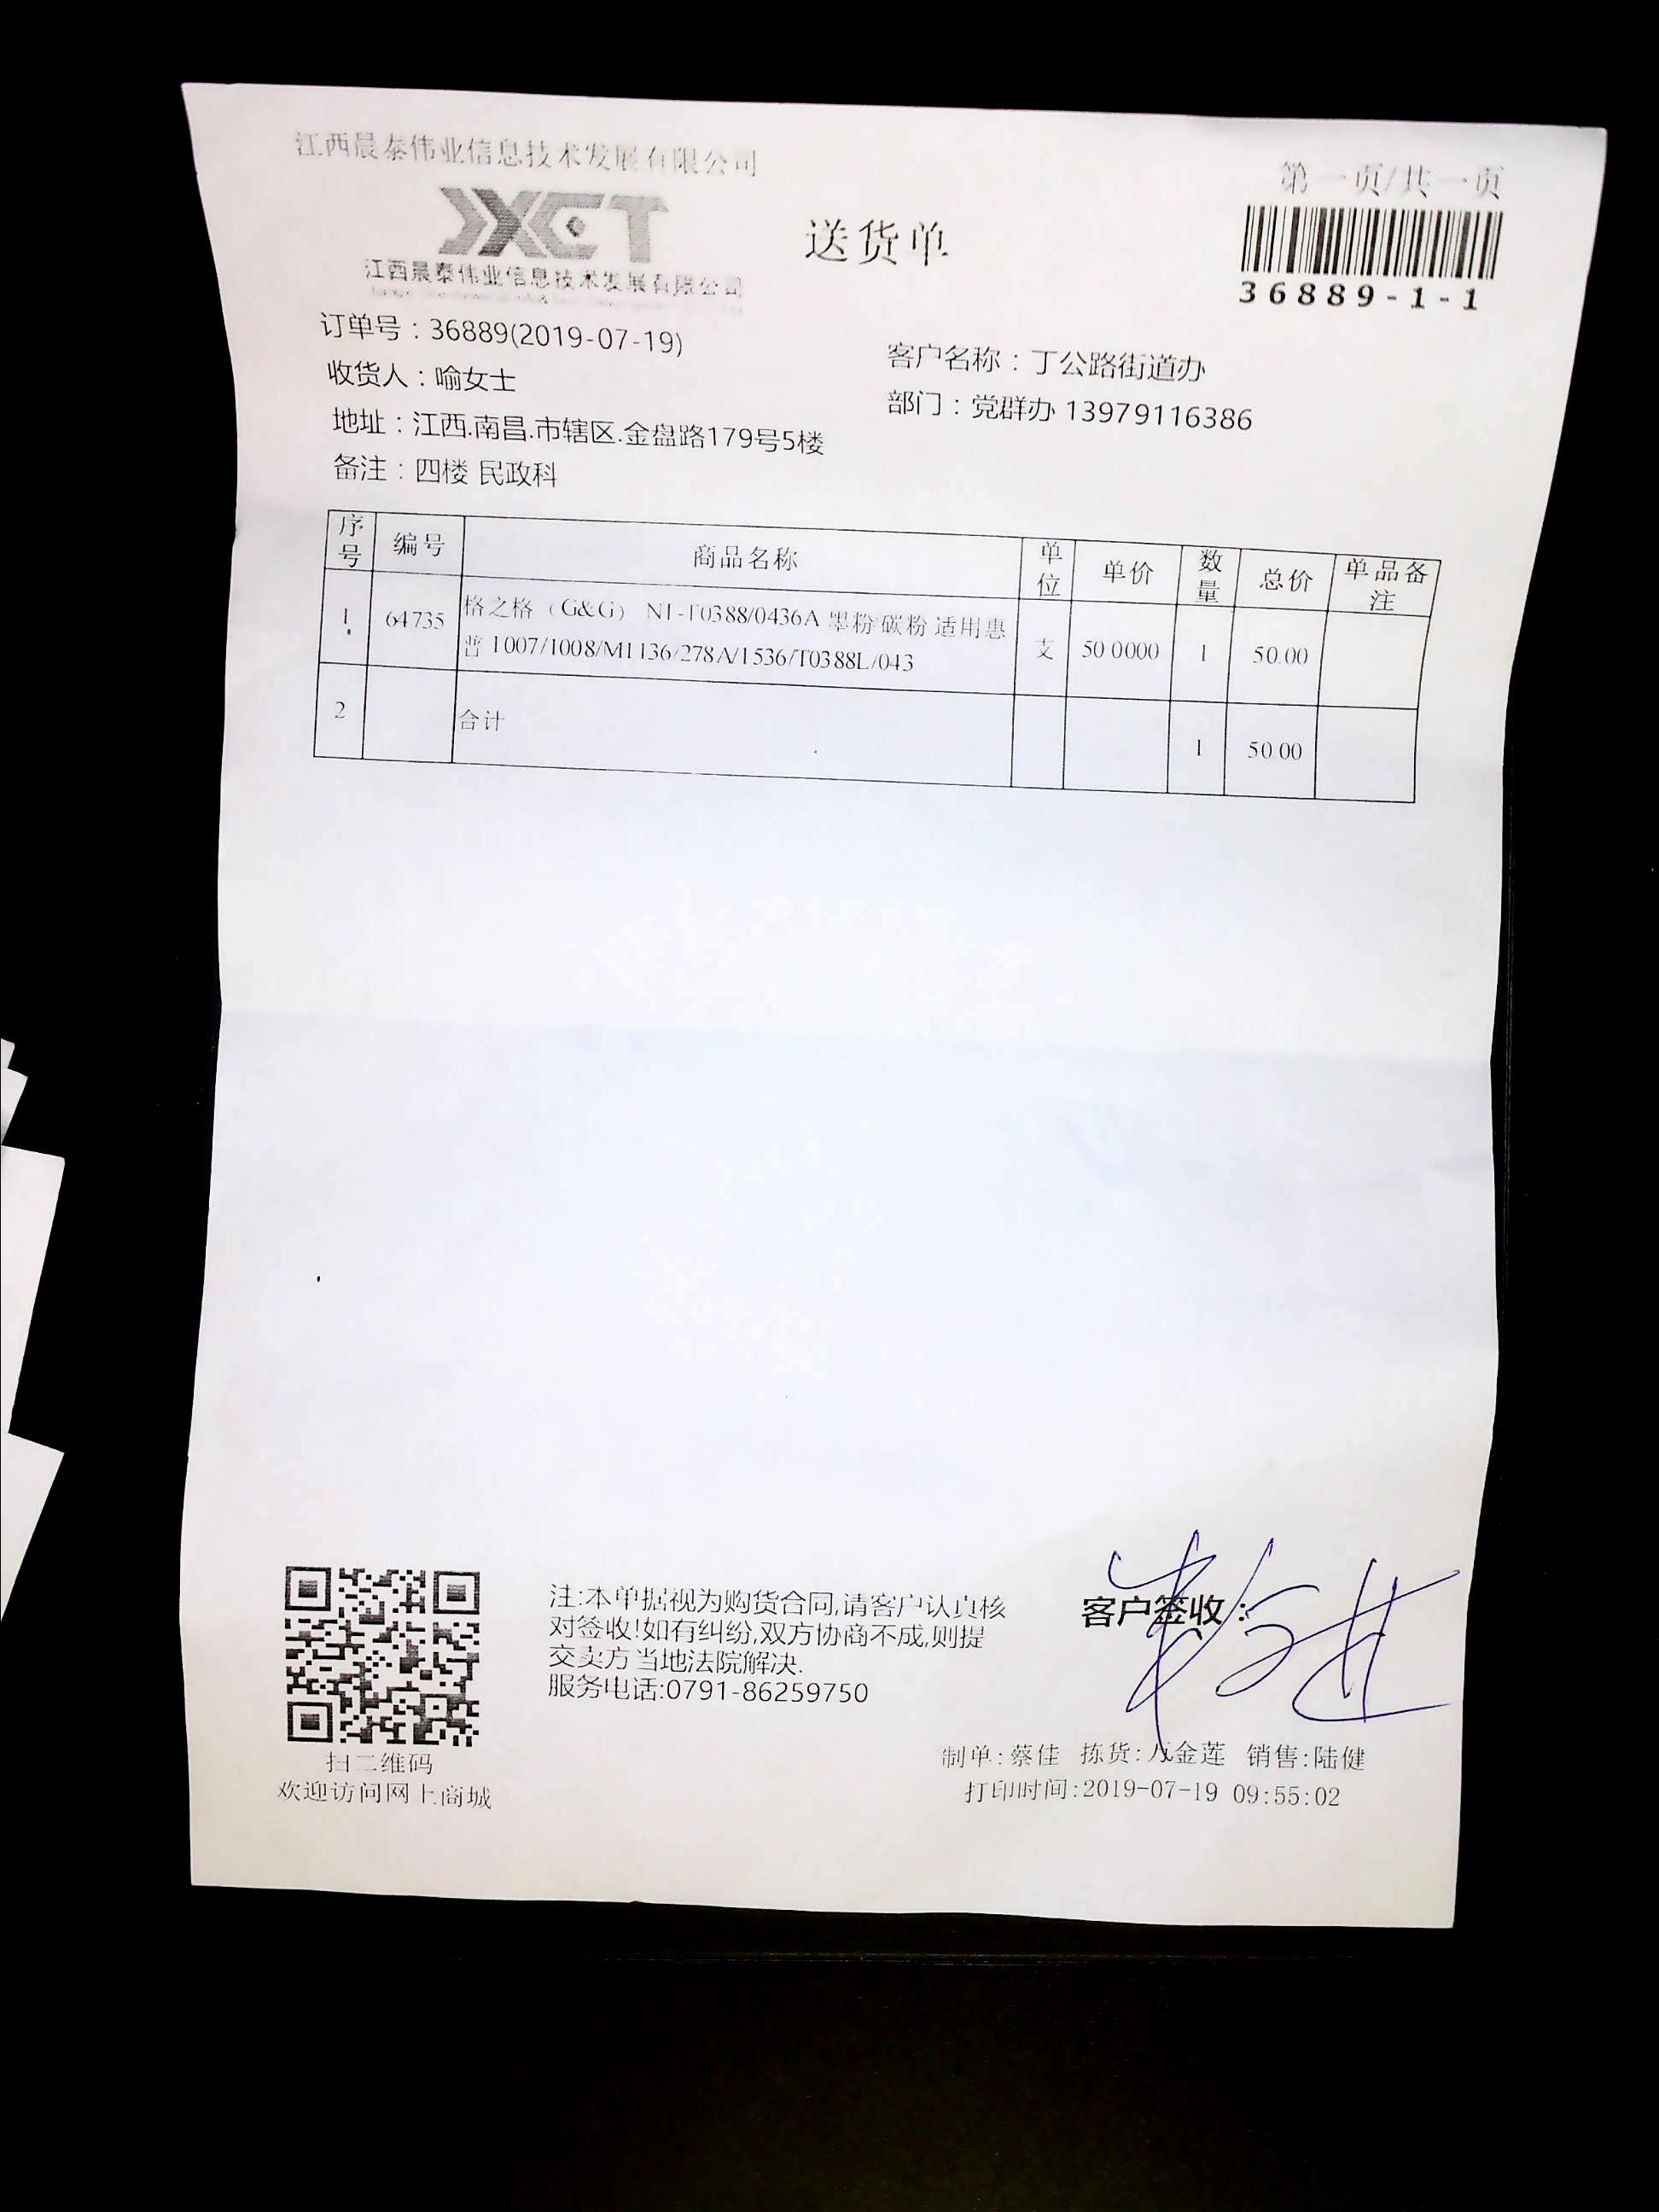 江西晨泰伟业信息技术发展有限公司
第一页/共一页
JXCT
送货单
江西晨泰伟业信息技术发展有限公司
36889-1-1
订单号：36889(2019-07-19)
客户名称：丁公路街道办
收货人：喻女士
部门：党群办 13979116386
地址：江西.南昌.市辖区.金盘路179号5楼
备注：四楼 民政科
序号 编号 商品名称 单位 单价 数量 总价 单品备注
1 64735 格之格（G&G） NT-T0388/0436A 墨粉/碳粉 适用惠 支 50.0000 1 50.00
普 1007/1008/M1136/278A/1536/T0388L/043
2 合计 1 50.00
注:本单据视为购货合同,请客户认真核
对签收!如有纠纷,双方协商不成,则提
交卖方当地法院解决.
服务电话:0791-86259750
客户签收：
扫二维码
欢迎访问网上商城
制单:蔡佳 拣货: 金莲 销售:陆健
打印时间:2019-07-19 09:55:02